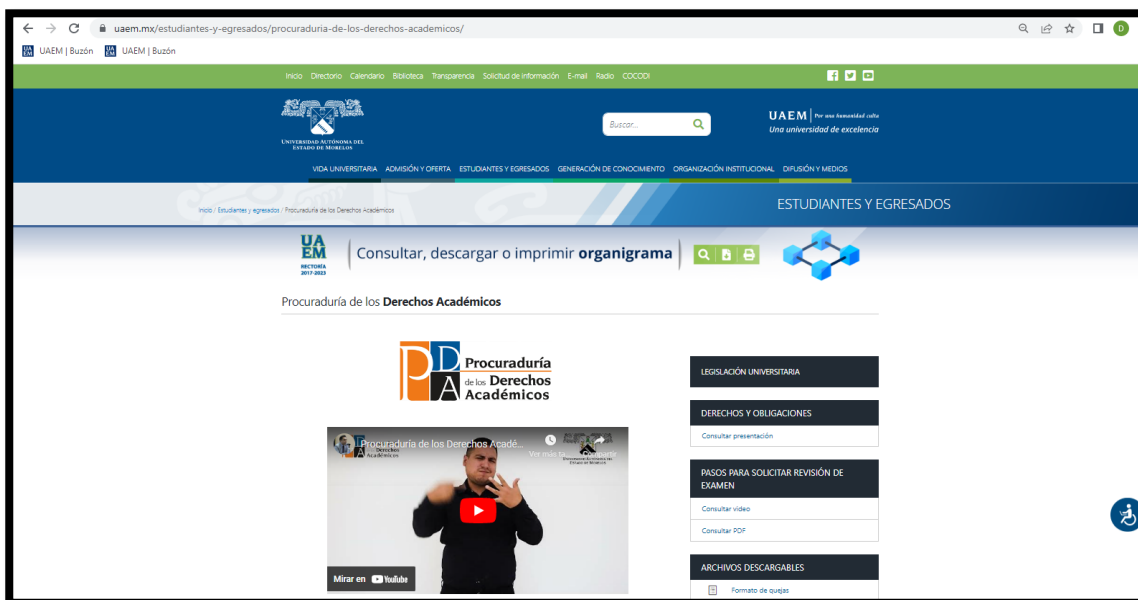 uaem.mx/estudiantes-y-egresados/procuraduria-de-los-derechos-academicos/
D
UAEM | Buzón UAEM | Buzón
Inicio Directorio Calendario Biblioteca Transparencia Solicitud de información E-mail Radio COCODI
UNIVERSIDAD AUTÓNOMA DEL
ESTADO DE MORELOS
Buscar...
UAEM Por una humanidad culta
Una universidad de excelencia
VIDA UNIVERSITARIA ADMISIÓN Y OFERTA ESTUDIANTES Y EGRESADOS GENERACIÓN DE CONOCIMIENTO ORGANIZACIÓN INSTITUCIONAL DIFUSIÓN Y MEDIOS
Inicio / Estudiantes y egresados / Procuraduría de los Derechos Académicos
ESTUDIANTES Y EGRESADOS
UA
EM
RECTORÍA
2017-2023
Consultar, descargar o imprimir organigrama
Procuraduría de los Derechos Académicos
PDA
Procuraduría
de los Derechos
Académicos
Procuraduría de los Derechos Acadé...
Ver más ta... Compartir
Mirar en YouTube
LEGISLACIÓN UNIVERSITARIA
DERECHOS Y OBLIGACIONES
Consultar presentación
PASOS PARA SOLICITAR REVISIÓN DE
EXAMEN
Consultar video
Consultar PDF
ARCHIVOS DESCARGABLES
Formato de quejas